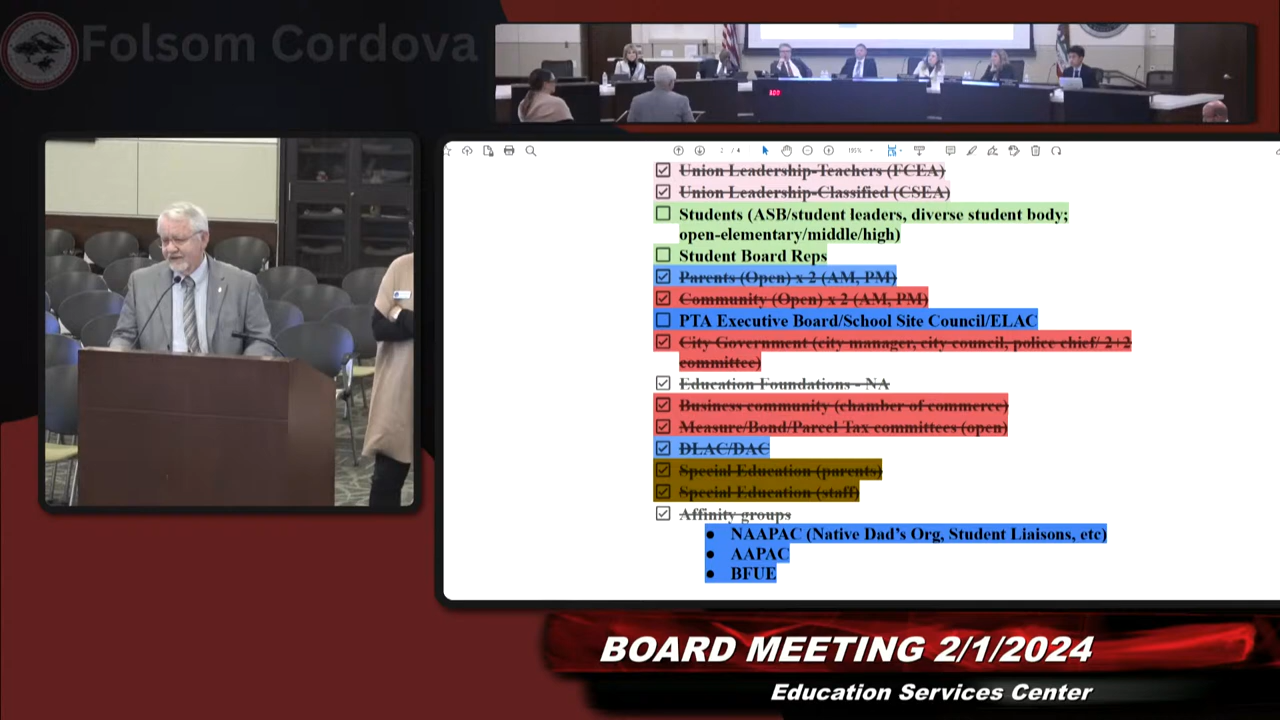 Folsom Cordova
2 / 4
195%
Union Leadership-Teachers (FCEA)
Union Leadership-Classified (CSEA)
Students (ASB/student leaders, diverse student body;
open-elementary/middle/high)
Student Board Reps
Parents (Open) x 2 (AM, PM)
Community (Open) x 2 (AM, PM)
PTA Executive Board/School Site Council/ELAC
City Government (city manager, city council, police chief/ 2+2
committee)
Education Foundations - NA
Business community (chamber of commerce)
Measure/Bond/Parcel Tax committees (open)
DLAC/DAC
Special Education (parents)
Special Education (staff)
Affinity groups
● NAAPAC (Native Dad's Org, Student Liaisons, etc)
● AAPAC
● BFUE
BOARD MEETING 2/1/2024
Education Services Center